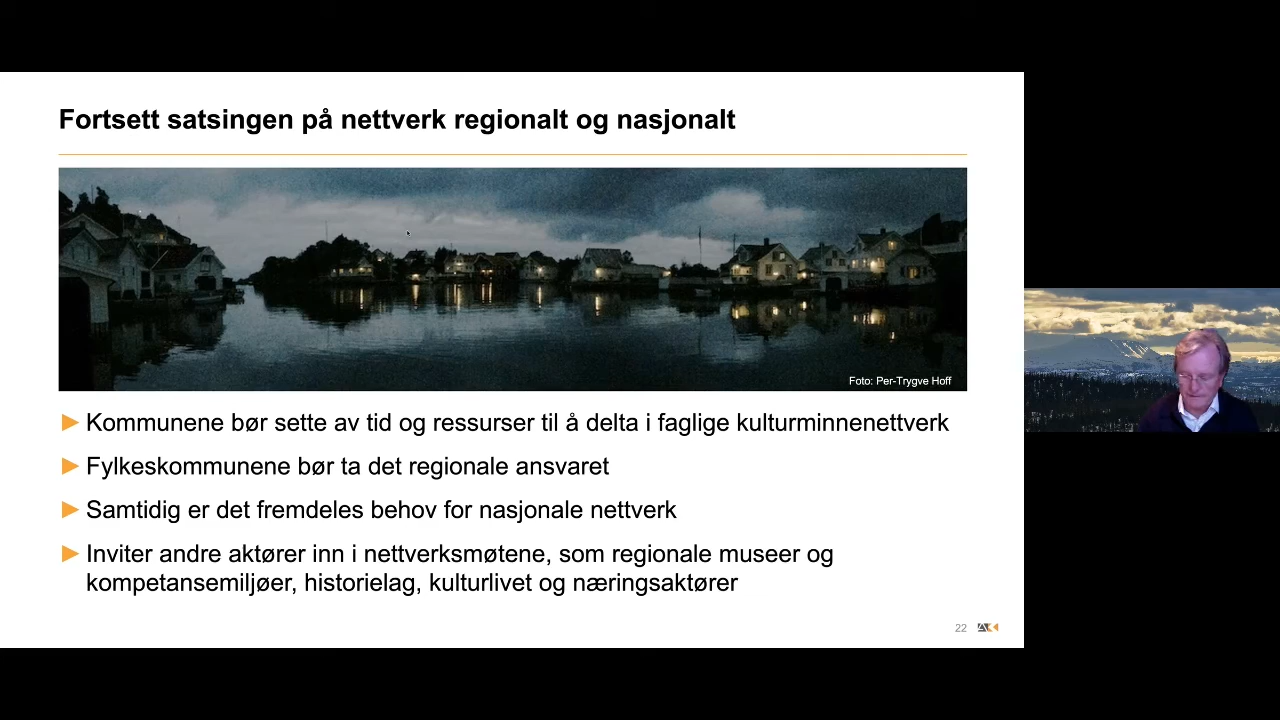 Fortsett satsingen på nettverk regionalt og nasjonalt
Foto: Per-Trygve Hoff
Kommunene bør sette av tid og ressurser til å delta i faglige kulturminnenettverk
Fylkeskommunene bør ta det regionale ansvaret
Samtidig er det fremdeles behov for nasjonale nettverk
Inviter andre aktører inn i nettverksmøtene, som regionale museer og
kompetansemiljøer, historielag, kulturlivet og næringsaktører
22